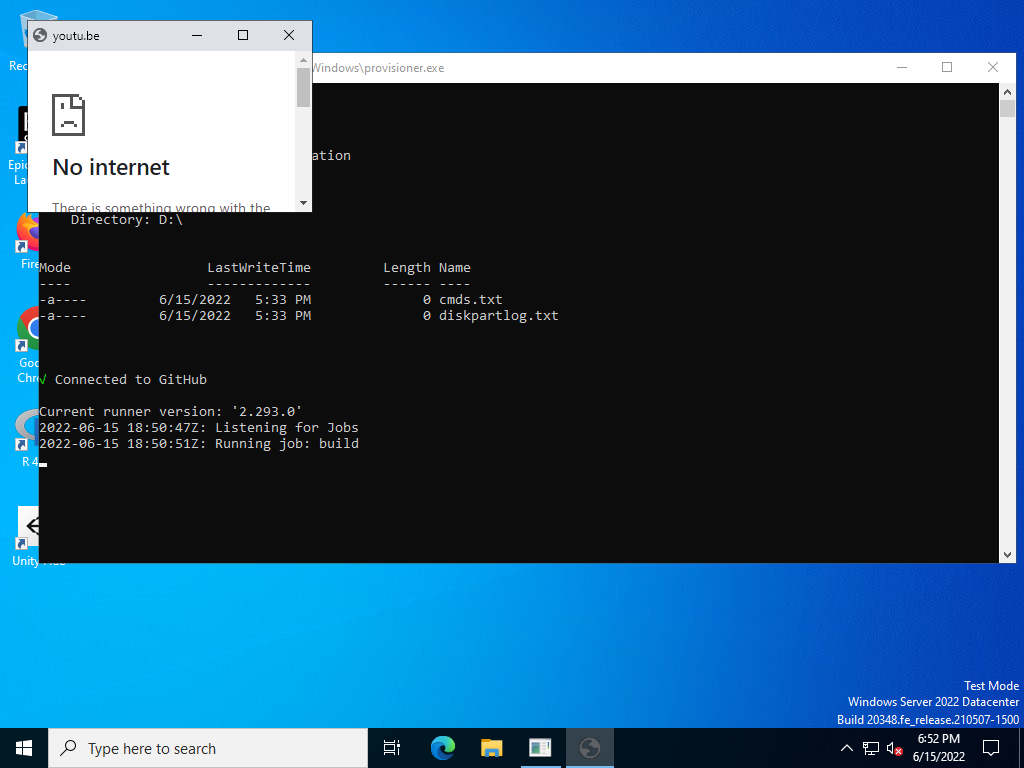 youtu.be
No internet
There is something wrong with the
Windows\provisioner.exe
ation
Directory: D:\
Mode LastWriteTime Length Name
---- ------------- ------ ----
-a---- 6/15/2022 5:33 PM 0 cmds.txt
-a---- 6/15/2022 5:33 PM 0 diskpartlog.txt
√ Connected to GitHub
Current runner version: '2.293.0'
2022-06-15 18:50:47Z: Listening for Jobs
2022-06-15 18:50:51Z: Running job: build
Rec
Epic
La
Fire
Goo
Chr
R 4
Unity Hub
Test Mode
Windows Server 2022 Datacenter
Build 20348.fe_release.210507-1500
Type here to search
6:52 PM
6/15/2022